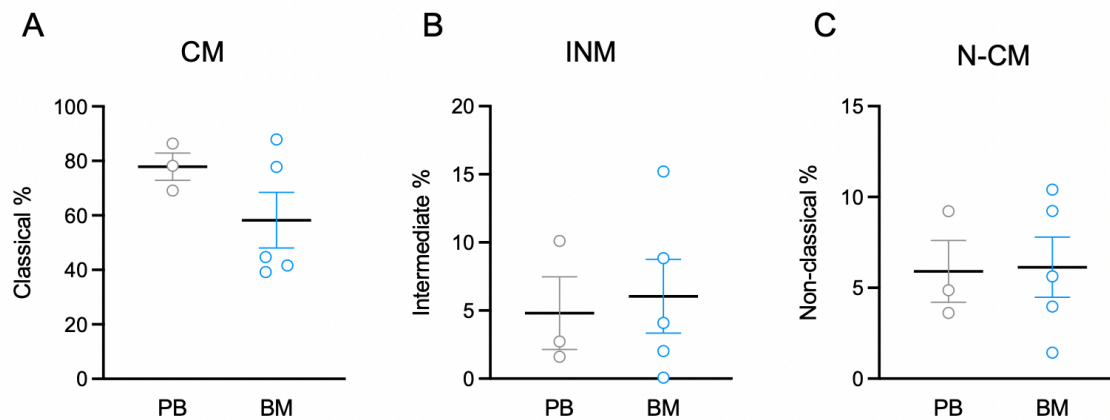 A
CM
Classical %
100
80
60
40
20
0
PB BM
B
INM
Intermediate %
20
15
10
5
0
PB BM
C
N-CM
Non-classical %
15
10
5
0
PB BM